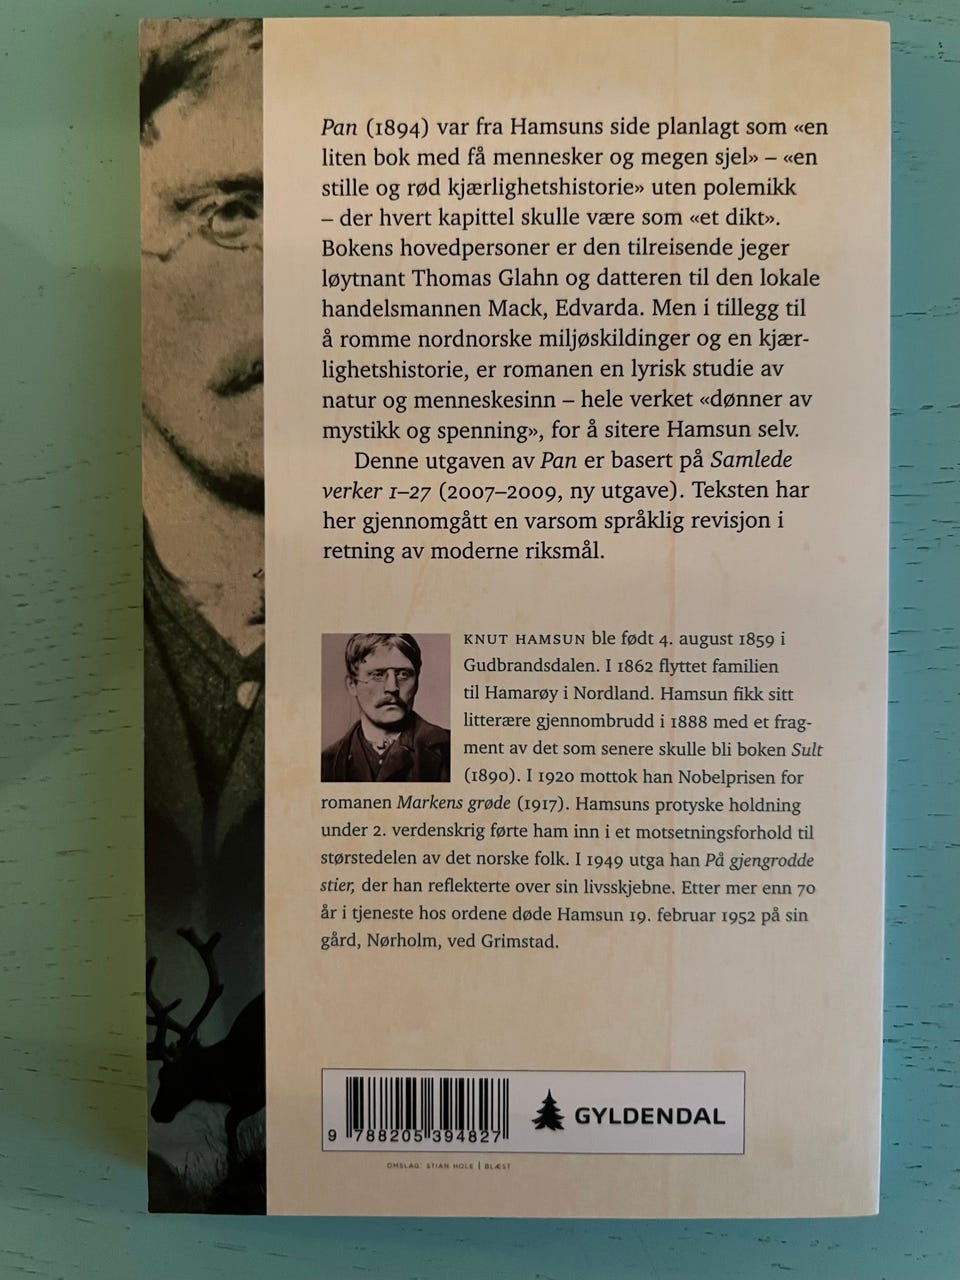 Pan (1894) var fra Hamsuns side planlagt som «en
liten bok med få mennesker og megen sjel» – «en
stille og rød kjærlighetshistorie» uten polemikk
– der hvert kapittel skulle være som «et dikt».
Bokens hovedpersoner er den tilreisende jeger
løytnant Thomas Glahn og datteren til den lokale
handelsmannen Mack, Edvarda. Men i tillegg til
å romme nordnorske miljøskildinger og en kjær-
lighetshistorie, er romanen en lyrisk studie av
natur og menneskesinn – hele verket «dønner av
mystikk og spenning», for å sitere Hamsun selv.
Denne utgaven av Pan er basert på Samlede
verker 1–27 (2007–2009, ny utgave). Teksten har
her gjennomgått en varsom språklig revisjon i
retning av moderne riksmål.
KNUT HAMSUN ble født 4. august 1859 i
Gudbrandsdalen. I 1862 flyttet familien
til Hamarøy i Nordland. Hamsun fikk sitt
litterære gjennombrudd i 1888 med et frag-
ment av det som senere skulle bli boken Sult
(1890). I 1920 mottok han Nobelprisen for
romanen Markens grøde (1917). Hamsuns protyske holdning
under 2. verdenskrig førte ham inn i et motsetningsforhold til
størstedelen av det norske folk. I 1949 utga han På gjengrodde
stier, der han reflekterte over sin livsskjebne. Etter mer enn 70
år i tjeneste hos ordene døde Hamsun 19. februar 1952 på sin
gård, Nørholm, ved Grimstad.
9 788205 394827
GYLDENDAL
OMSLAG: STIAN HOLE | BLÆST